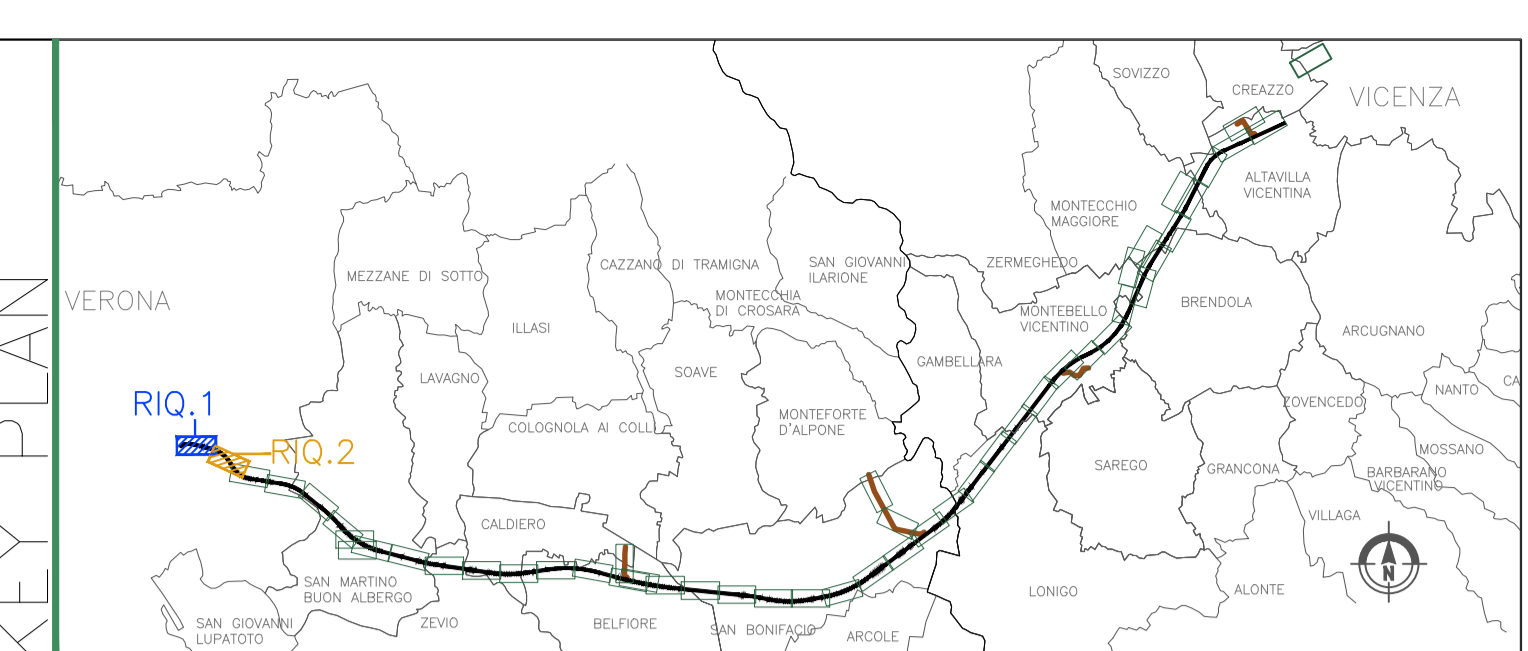 KEY PLAN
SOVIZZO
CREAZZO
VICENZA
ALTAVILLA
VICENTINA
MONTECCHIO
MAGGIORE
MEZZANE DI SOTTO
CAZZANO DI TRAMIGNA
SAN GIOVANNI
ILARIONE
ZERMEGHEDO
VERONA
MONTECCHIA
DI CROSARA
BRENDOLA
MONTEBELLO
VICENTINO
ILLASI
ARCUGNANO
GAMBELLARA
LAVAGNO
SOAVE
NANTO
CA
RIQ.1
ZOVENCEDO
MONTEFORTE
D'ALPONE
COLOGNOLA AI COLLI
RIQ.2
MOSSANO
SAREGO
GRANCONA
BARBARANO
VICENTINO
VILLAGA
CALDIERO
N
SAN MARTINO
BUON ALBERGO
LONIGO
ALONTE
SAN GIOVANNI
LUPATOTO
ZEVIO
BELFIORE
SAN BONIFACIO
ARCOLE